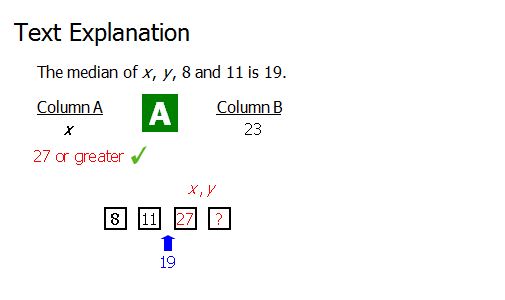 Text Explanation
The median of x, y, 8 and 11 is 19.
Column A A Column B
x 23
27 or greater ✓
x, y
8 11 27 ?
19